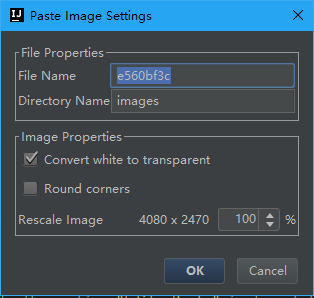 IJ Paste Image Settings
File Properties
File Name e560bf3c
Directory Name images
Image Properties
Convert white to transparent
Round corners
Rescale Image 4080 x 2470 100 %
OK Cancel